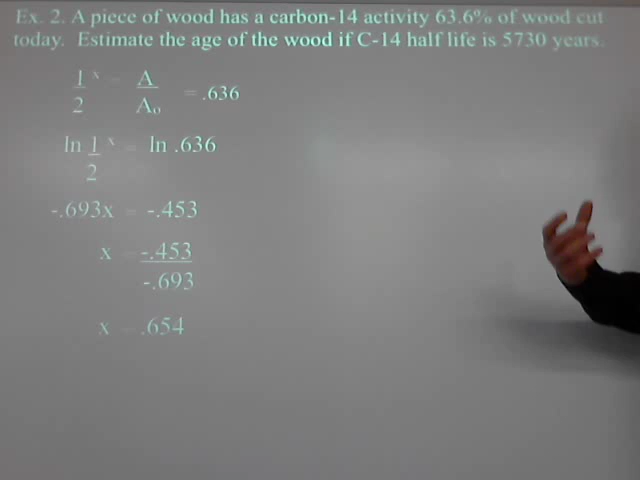 Ex. 2. A piece of wood has a carbon-14 activity 63.6% of wood cut
today. Estimate the age of the wood if C-14 half life is 5730 years.
1 x = A = .636
2 Ao
ln 1 x = ln .636
2
-.693x = -.453
x = -.453
-.693
x = .654